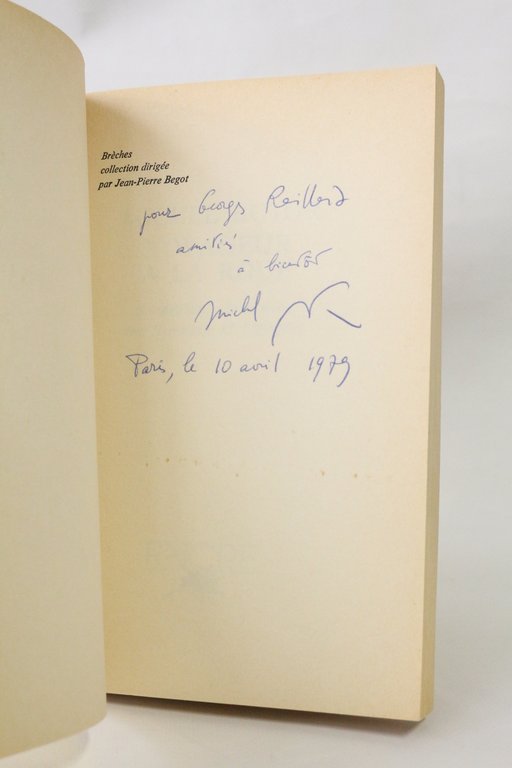 Brèches
collection dirigée
par Jean-Pierre Begot
pour Georges Raillard
amitiés
à bientôt
Michel
Paris, le 10 avril 1979